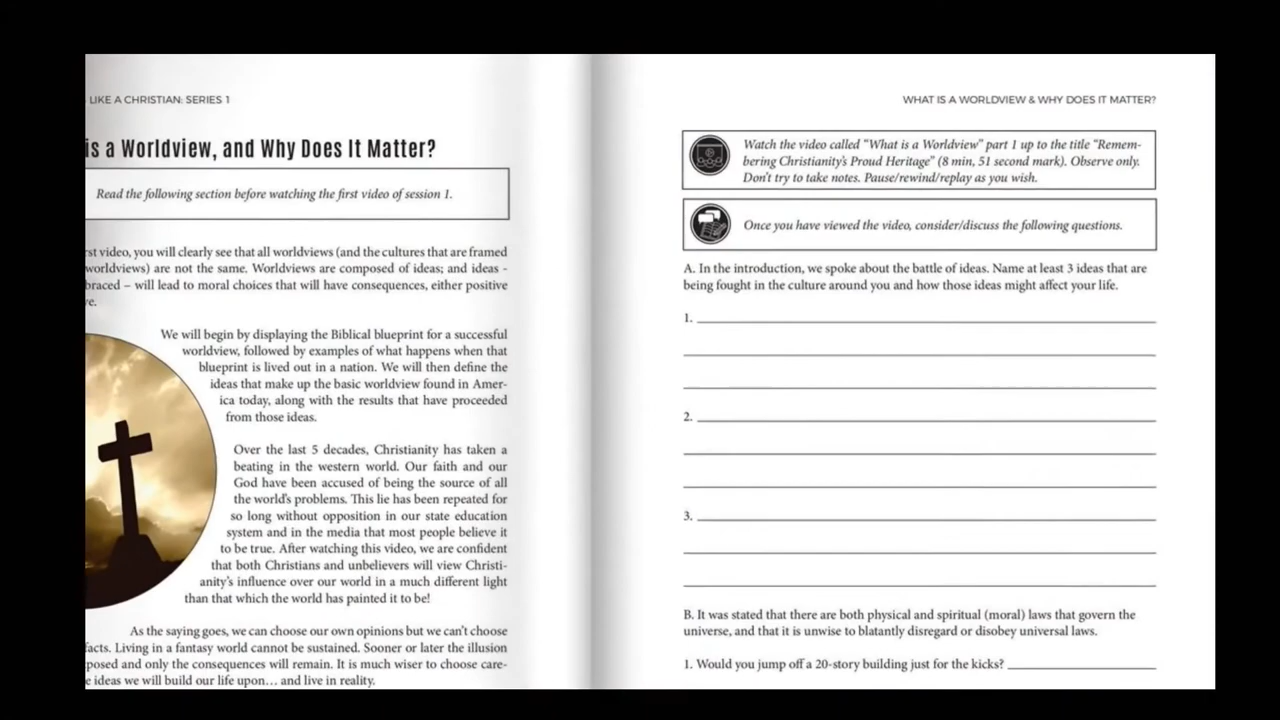 LIKE A CHRISTIAN: SERIES 1
is a Worldview, and Why Does It Matter?
Read the following section before watching the first video of session 1.
rst video, you will clearly see that all worldviews (and the cultures that are framed
worldviews) are not the same. Worldviews are composed of ideas; and ideas -
braced – will lead to moral choices that will have consequences, either positive
ve.
We will begin by displaying the Biblical blueprint for a successful
worldview, followed by examples of what happens when that
blueprint is lived out in a nation. We will then define the
ideas that make up the basic worldview found in Amer-
ica today, along with the results that have proceeded
from those ideas.
Over the last 5 decades, Christianity has taken a
beating in the western world. Our faith and our
God have been accused of being the source of all
the world's problems. This lie has been repeated for
so long without opposition in our state education
system and in the media that most people believe it
to be true. After watching this video, we are confident
that both Christians and unbelievers will view Christi-
anity's influence over our world in a much different light
than that which the world has painted it to be!
As the saying goes, we can choose our own opinions but we can't choose
facts. Living in a fantasy world cannot be sustained. Sooner or later the illusion
posed and only the consequences will remain. It is much wiser to choose care-
e ideas we will build our life upon… and live in reality.
WHAT IS A WORLDVIEW & WHY DOES IT MATTER?
Watch the video called "What is a Worldview" part 1 up to the title "Remem-
bering Christianity's Proud Heritage" (8 min, 51 second mark). Observe only.
Don't try to take notes. Pause/rewind/replay as you wish.
Once you have viewed the video, consider/discuss the following questions.
A. In the introduction, we spoke about the battle of ideas. Name at least 3 ideas that are
being fought in the culture around you and how those ideas might affect your life.
1.
2.
3.
B. It was stated that there are both physical and spiritual (moral) laws that govern the
universe, and that it is unwise to blatantly disregard or disobey universal laws.
1. Would you jump off a 20-story building just for the kicks?